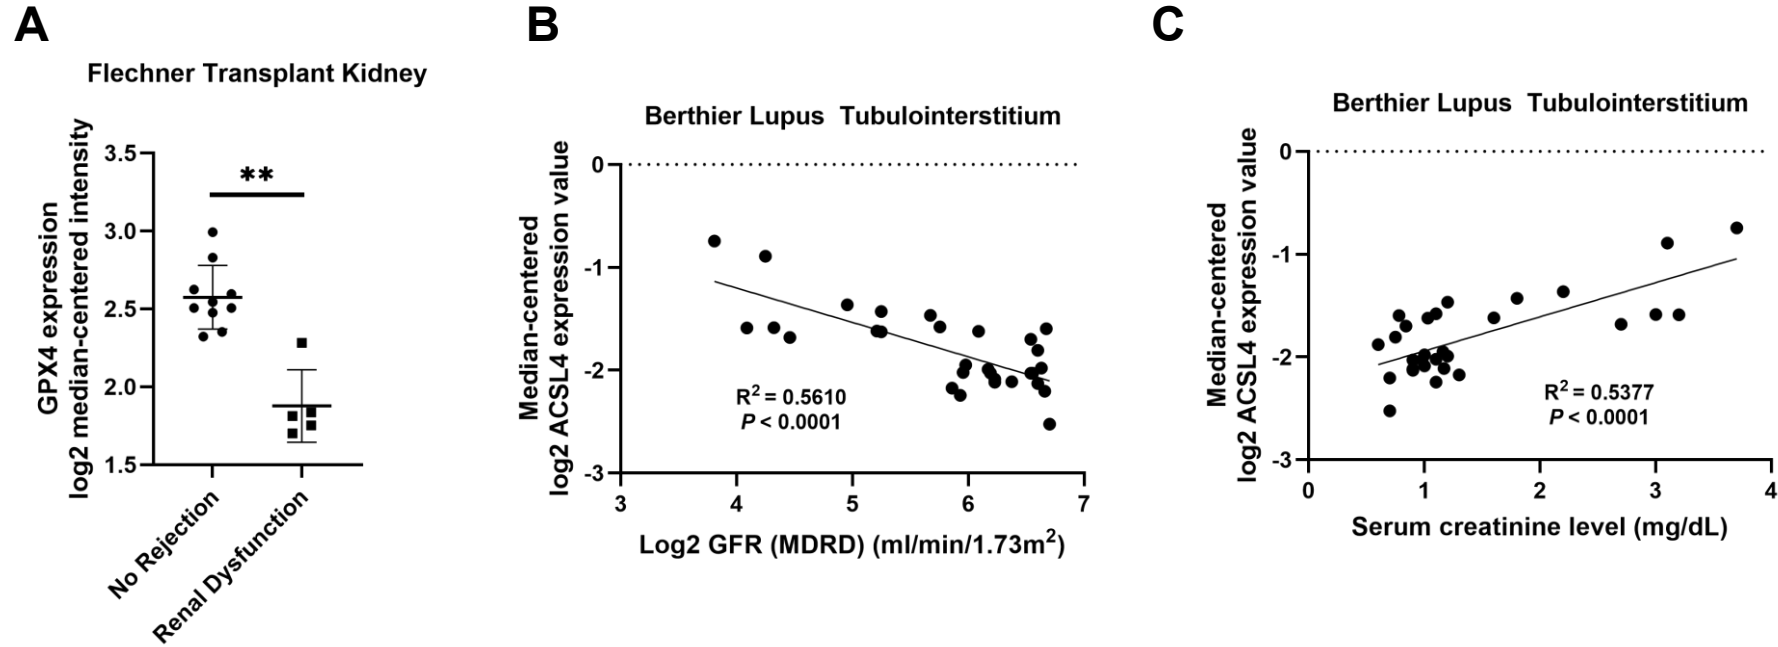 A
Flechner Transplant Kidney
GPX4 expression
log2 median-centered intensity
3.5
3.0
2.5
2.0
1.5
**
No Rejection
Renal Dysfunction
B
Berthier Lupus  Tubulointerstitium
Median-centered
log2 ACSL4 expression value
0
-1
-2
-3
R² = 0.5610
P < 0.0001
3 4 5 6 7
Log2 GFR (MDRD) (ml/min/1.73m²)
C
Berthier Lupus  Tubulointerstitium
Median-centered
log2 ACSL4 expression value
0
-1
-2
-3
R² = 0.5377
P < 0.0001
0 1 2 3 4
Serum creatinine level (mg/dL)